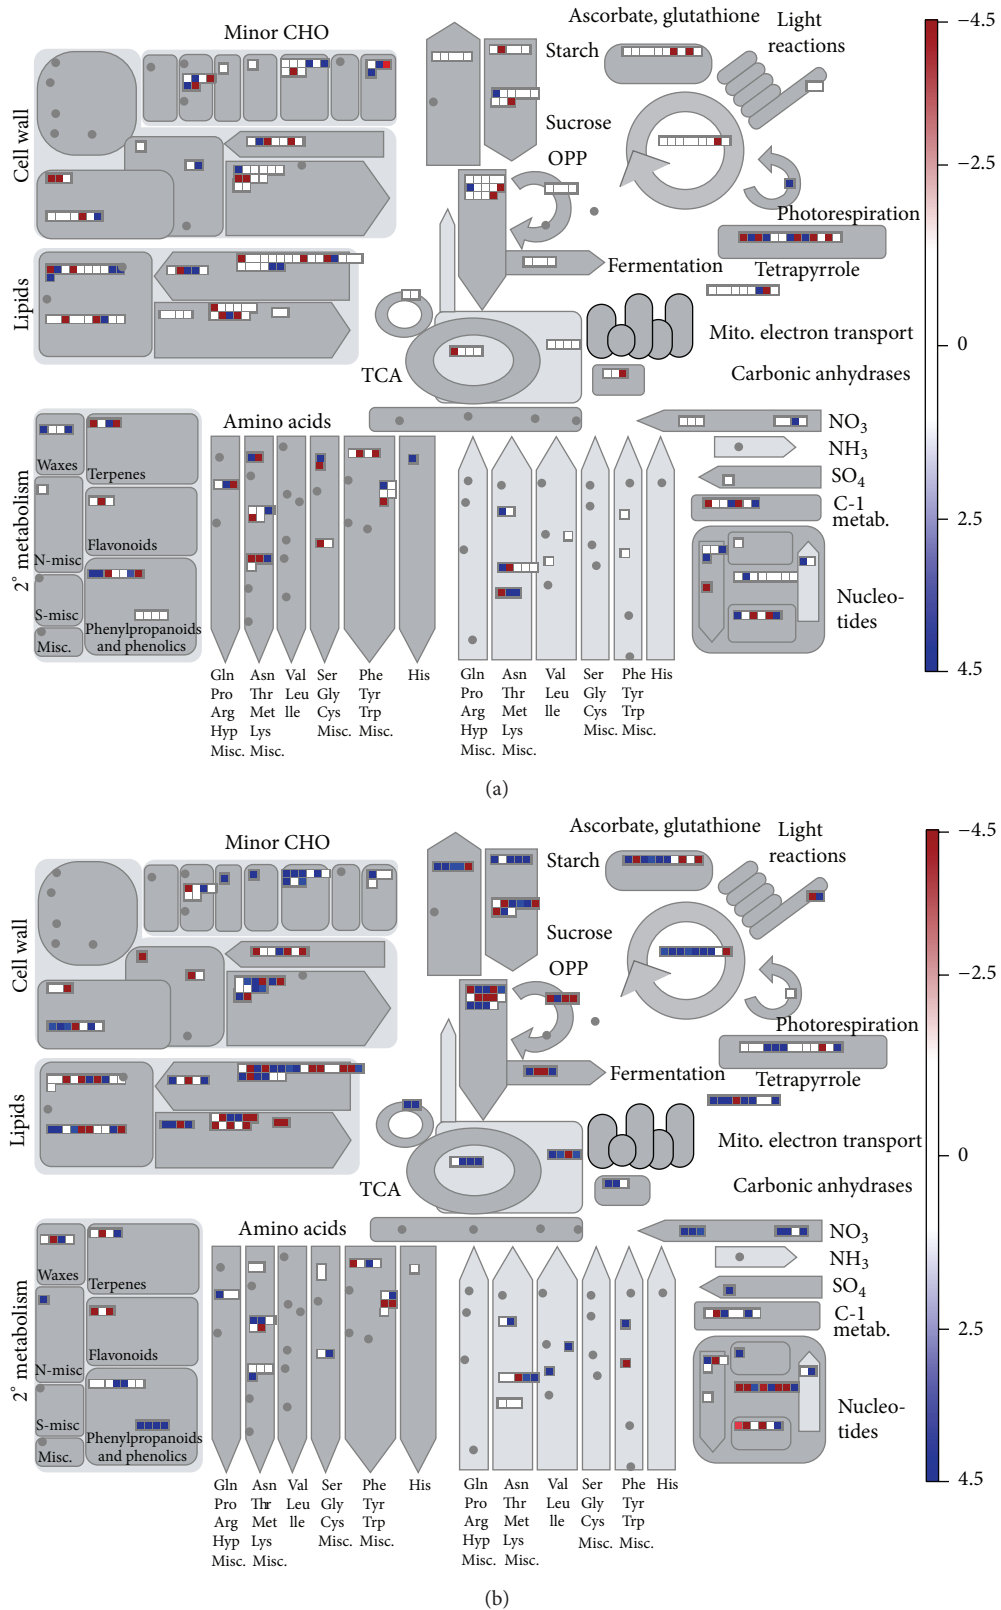 Minor CHO
Ascorbate, glutathione
Light
reactions
Starch
Sucrose
OPP
Cell wall
Photorespiration
Fermentation
Tetrapyrrole
Lipids
Mito. electron transport
TCA
Carbonic anhydrases
Amino acids
NO3
NH3
SO4
C-1
metab.
Nucleo-
tides
2° metabolism
Waxes
Terpenes
Flavonoids
N-misc
S-misc
Misc.
Phenylpropanoids
and phenolics
Gln Asn Val Ser Phe His
Pro Thr Leu Gly Tyr
Arg Met lle Cys Trp
Hyp Lys Misc. Misc.
Misc. Misc.
Gln Asn Val Ser Phe His
Pro Thr Leu Gly Tyr
Arg Met lle Cys Trp
Hyp Lys Misc. Misc.
Misc. Misc.
−4.5
−2.5
0
2.5
4.5
(a)
Minor CHO
Ascorbate, glutathione
Light
reactions
Starch
Sucrose
OPP
Cell wall
Photorespiration
Fermentation
Tetrapyrrole
Lipids
Mito. electron transport
TCA
Carbonic anhydrases
Amino acids
NO3
NH3
SO4
C-1
metab.
Nucleo-
tides
2° metabolism
Waxes
Terpenes
Flavonoids
N-misc
S-misc
Misc.
Phenylpropanoids
and phenolics
Gln Asn Val Ser Phe His
Pro Thr Leu Gly Tyr
Arg Met lle Cys Trp
Hyp Lys Misc. Misc.
Misc. Misc.
Gln Asn Val Ser Phe His
Pro Thr Leu Gly Tyr
Arg Met lle Cys Trp
Hyp Lys Misc. Misc.
Misc. Misc.
−4.5
−2.5
0
2.5
4.5
(b)